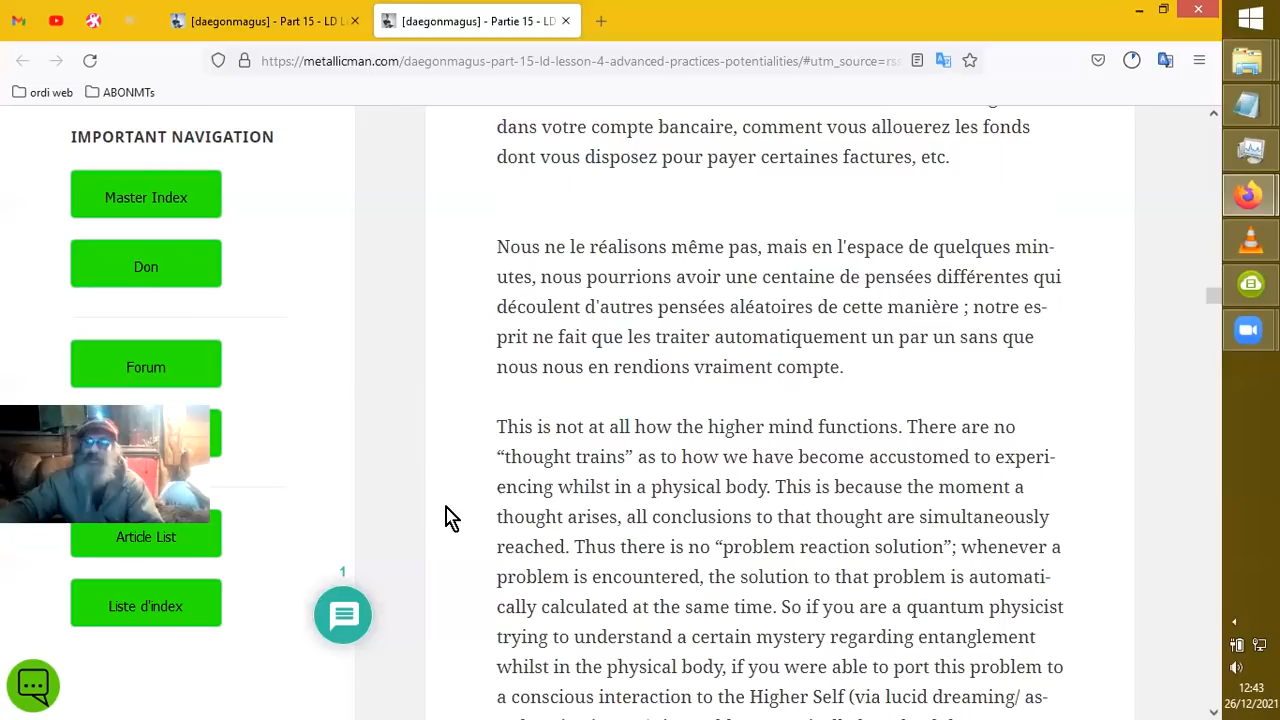 [daegonmagus] - Part 15 - LD L
[daegonmagus] - Partie 15 - LD
https://metallicman.com/daegonmagus-part-15-ld-lesson-4-advanced-practices-potentialities/#utm_source=rs
ordi web
ABONMTs
IMPORTANT NAVIGATION
Master Index
Don
Forum
Article List
Liste d'index
1
dans votre compte bancaire, comment vous allouerez les fonds
dont vous disposez pour payer certaines factures, etc.
Nous ne le réalisons même pas, mais en l'espace de quelques min-
utes, nous pourrions avoir une centaine de pensées différentes qui
découlent d'autres pensées aléatoires de cette manière ; notre es-
prit ne fait que les traiter automatiquement un par un sans que
nous nous en rendions vraiment compte.
This is not at all how the higher mind functions. There are no
“thought trains” as to how we have become accustomed to experi-
encing whilst in a physical body. This is because the moment a
thought arises, all conclusions to that thought are simultaneously
reached. Thus there is no “problem reaction solution”; whenever a
problem is encountered, the solution to that problem is automati-
cally calculated at the same time. So if you are a quantum physicist
trying to understand a certain mystery regarding entanglement
whilst in the physical body, if you were able to port this problem to
a conscious interaction to the Higher Self (via lucid dreaming/ as-
12:43
26/12/2021